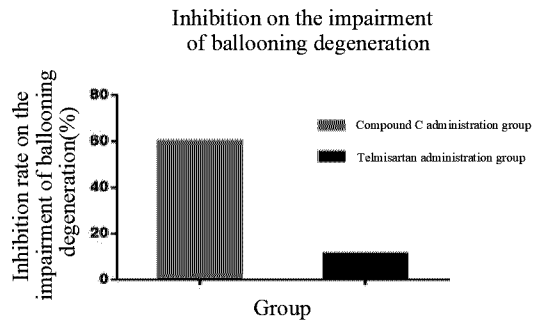 Inhibition on the impairment
of ballooning degeneration
Inhibition rate on the
impairment of ballooning
degeneration(%)
80
60
40
20
0
Compound C administration group
Telmisartan administration group
Group